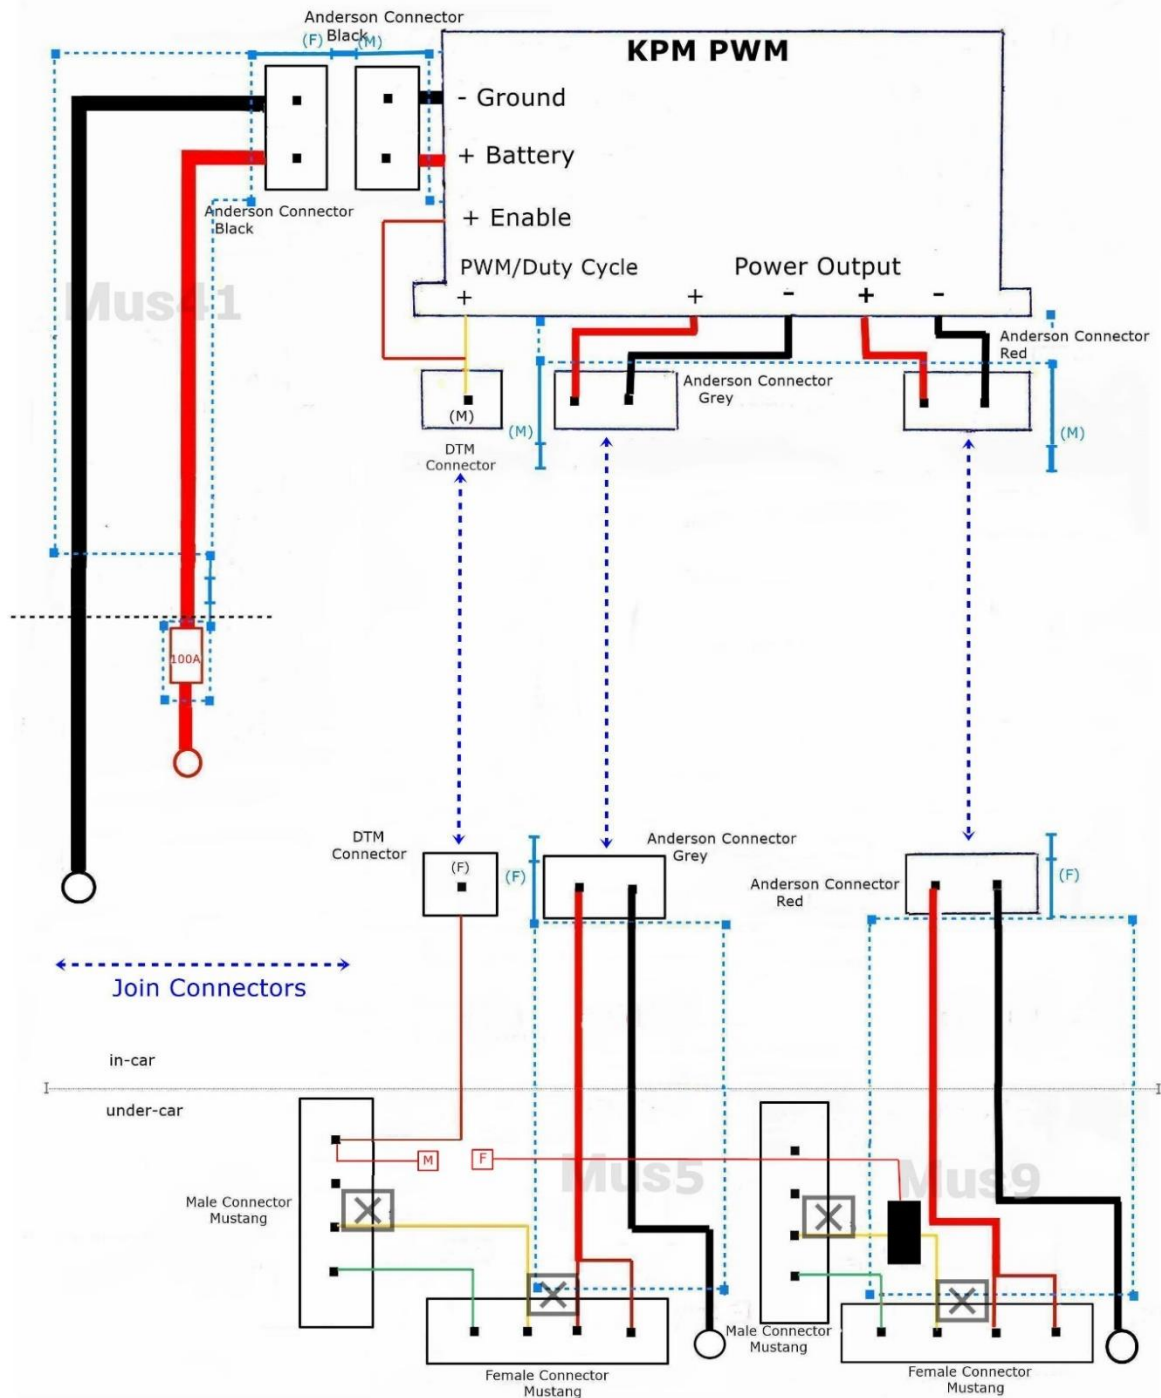 Anderson Connector
Black
(F)
(M)
KPM PWM
- Ground
+ Battery
+ Enable
Anderson Connector
Black
PWM/Duty Cycle
Power Output
+
+
-
+
-
Mus41
Anderson Connector
Red
Anderson Connector
Grey
(M)
(M)
(M)
DTM
Connector
100A
DTM
Connector
(F)
(F)
Anderson Connector
Grey
Anderson Connector
Red
(F)
Join Connectors
in-car
under-car
M
F
Mus5
Mus9
Male Connector
Mustang
Male Connector
Mustang
Female Connector
Mustang
Female Connector
Mustang